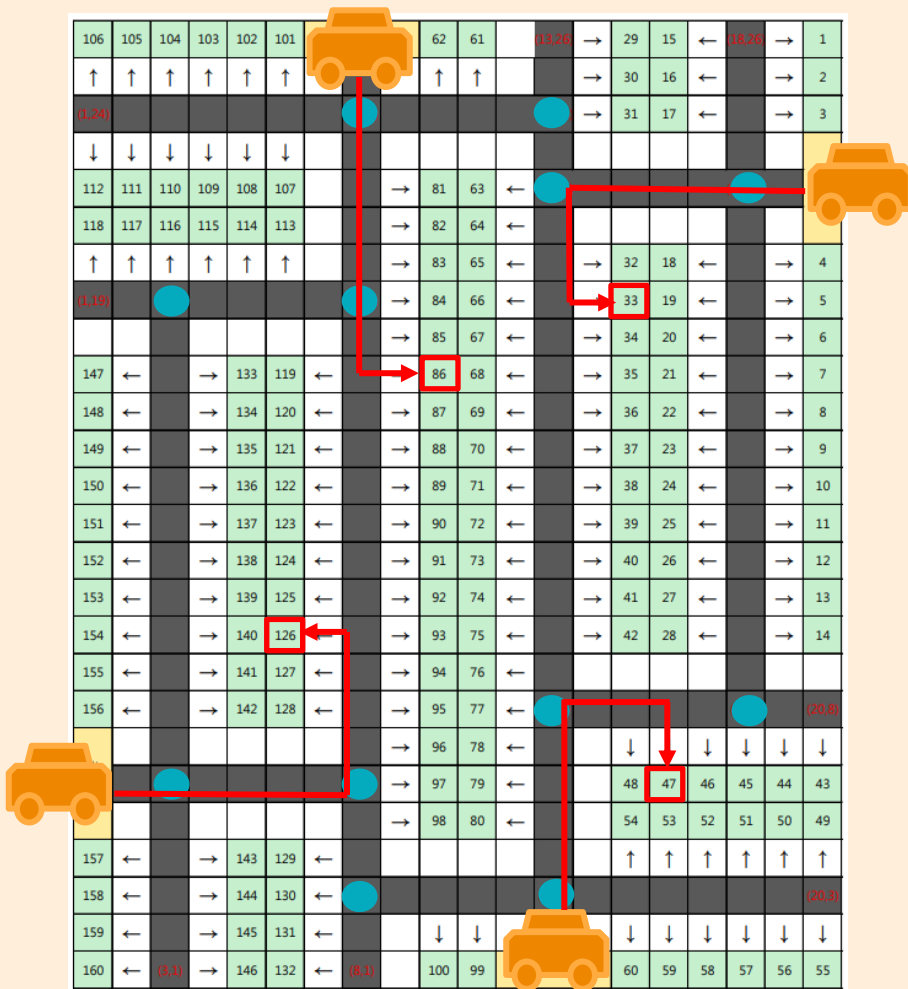 106 105 104 103 102 101 62 61 (13,26) → 29 15 ← (18,26) → 1
↑ ↑ ↑ ↑ ↑ ↑ ↑ ↑ → 30 16 ← → 2
(1,24) → 31 17 ← → 3
↓ ↓ ↓ ↓ ↓ ↓
112 111 110 109 108 107 → 81 63 ←
118 117 116 115 114 113 → 82 64 ←
↑ ↑ ↑ ↑ ↑ ↑ → 83 65 ← → 32 18 ← → 4
(1,19) → 84 66 ← 33 19 ← → 5
→ 85 67 ← → 34 20 ← → 6
147 ← → 133 119 ← 86 68 ← → 35 21 ← → 7
148 ← → 134 120 ← → 87 69 ← → 36 22 ← → 8
149 ← → 135 121 ← → 88 70 ← → 37 23 ← → 9
150 ← → 136 122 ← → 89 71 ← → 38 24 ← → 10
151 ← → 137 123 ← → 90 72 ← → 39 25 ← → 11
152 ← → 138 124 ← → 91 73 ← → 40 26 ← → 12
153 ← → 139 125 ← → 92 74 ← → 41 27 ← → 13
154 ← → 140 126 ← → 93 75 ← → 42 28 ← → 14
155 ← → 141 127 ← → 94 76 ←
156 ← → 142 128 ← → 95 77 ← (20,8)
→ 96 78 ← ↓ ↓ ↓ ↓ ↓
→ 97 79 ← 48 47 46 45 44 43
→ 98 80 ← 54 53 52 51 50 49
157 ← → 143 129 ← ↑ ↑ ↑ ↑ ↑ ↑
158 ← → 144 130 ← (20,3)
159 ← → 145 131 ← ↓ ↓ ↓ ↓ ↓ ↓ ↓ ↓
160 ← (3,1) → 146 132 ← (8,1) 100 99 60 59 58 57 56 55